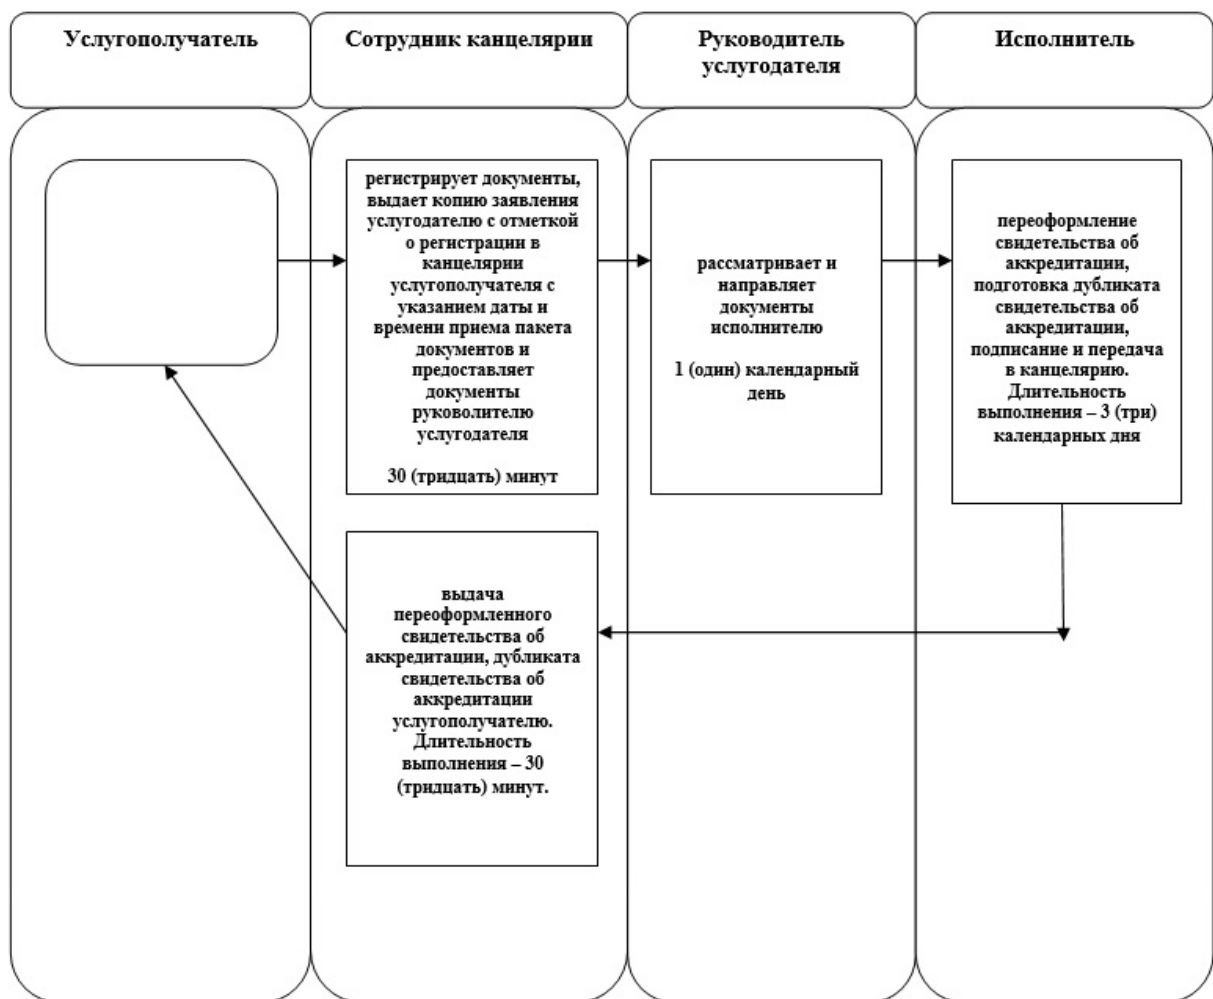 Услугополучатель
Сотрудник канцелярии
Руководитель
услугодателя
Исполнитель
регистрирует документы,
выдает копию заявления
услугодателю с отметкой
о регистрации в
канцелярии
услугополучателя с
указанием даты и
времени приема пакета
документов и
предоставляет
документы
руководителю
услугодателя
30 (тридцать) минут
рассматривает и
направляет
документы
исполнителю
1 (один) календарный
день
переоформление
свидетельства об
аккредитации,
подготовка дубликата
свидетельства об
аккредитации,
подписание и передача
в канцелярию.
Длительность
выполнения – 3 (три)
календарных дня
выдача
переоформленного
свидетельства об
аккредитации, дубликата
свидетельства об
аккредитации
услугополучателю.
Длительность
выполнения – 30
(тридцать) минут.